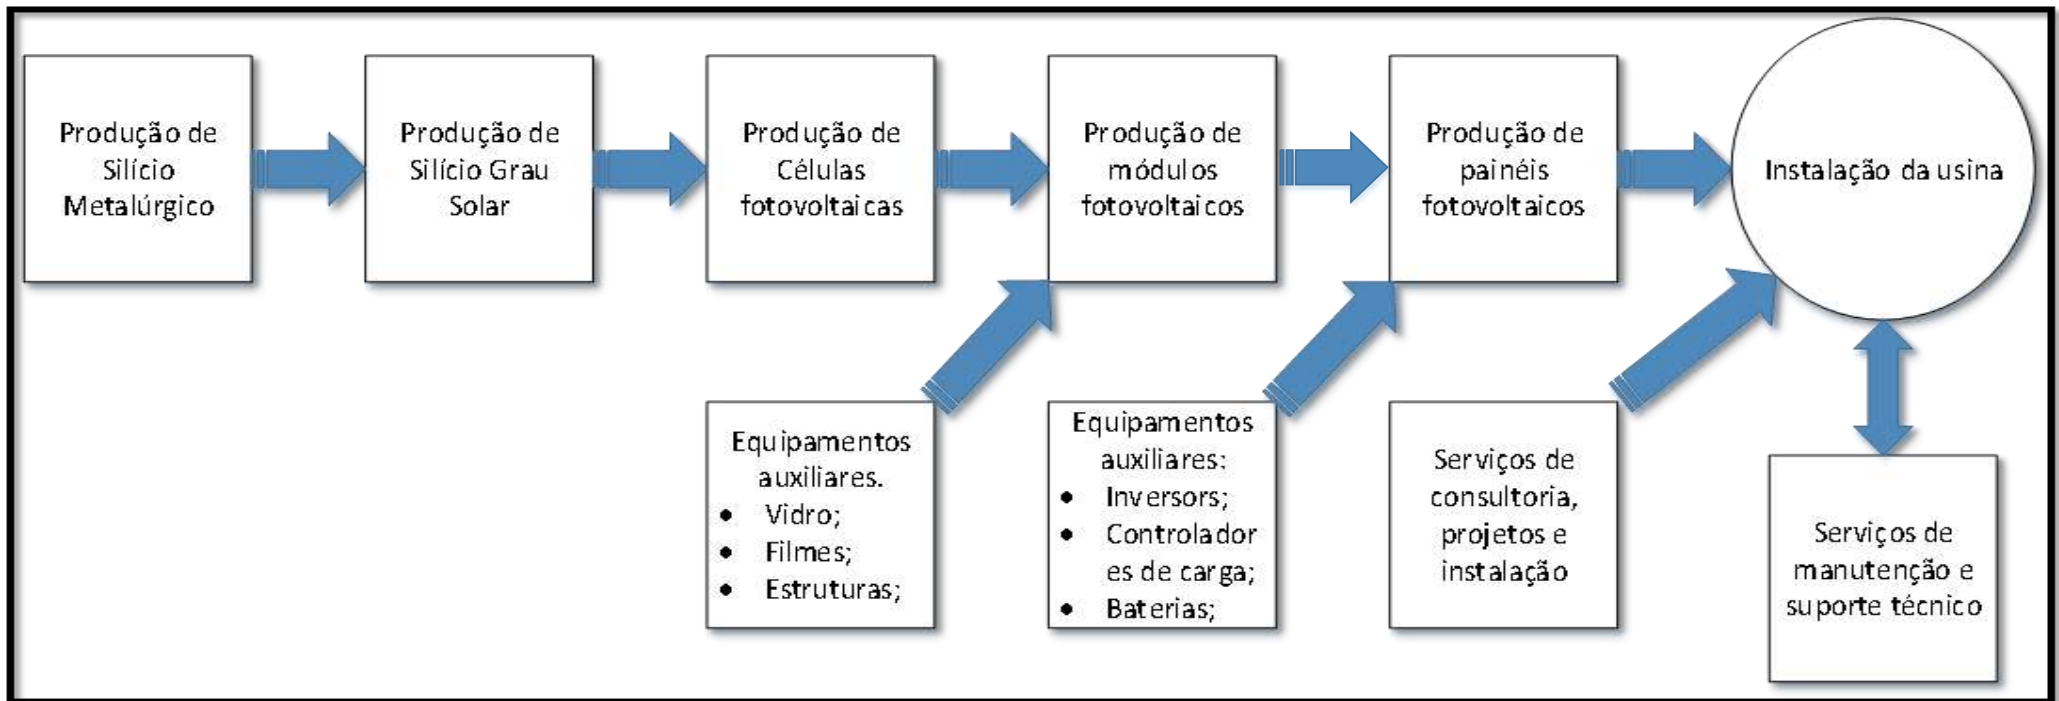 Produção de
Silício
Metalúrgico
Produção de
Silício Grau
Solar
Produção de
Células
fotovoltaicas
Produção de
módulos
fotovoltaicos
Produção de
painéis
fotovoltaicos
Instalação da usina
Equipamentos
auxiliares.
• Vidro;
• Filmes;
• Estruturas;
Equipamentos
auxiliares:
• Inversors;
• Controlador
es de carga;
• Baterias;
Serviços de
consultoria,
projetos e
instalação
Serviços de
manutenção e
suporte técnico